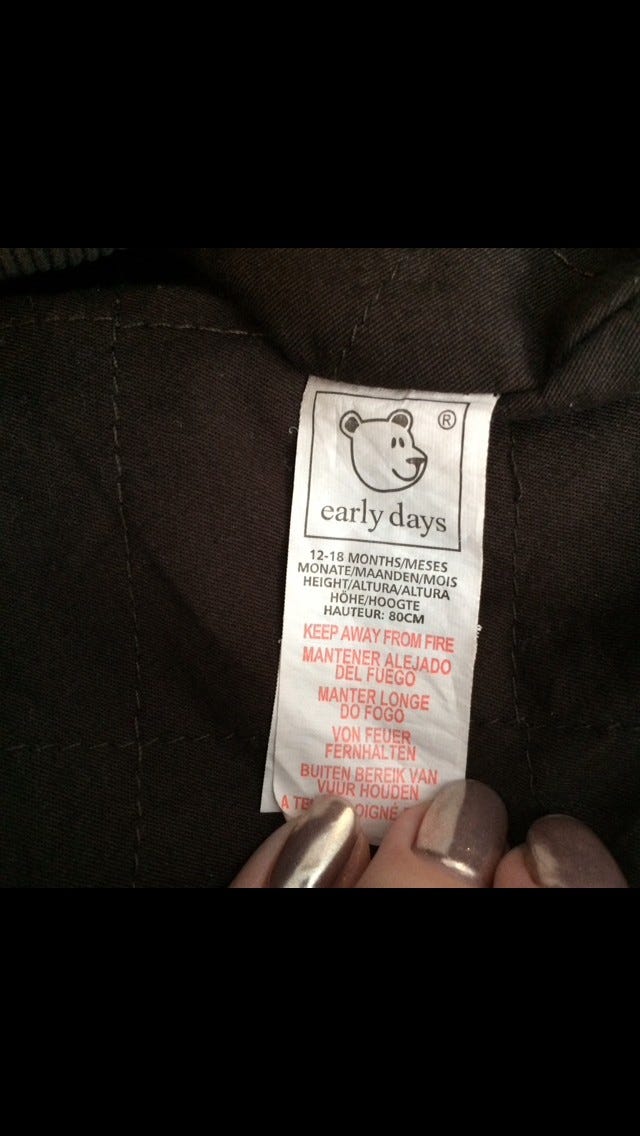 ®
early days
12-18 MONTHS/MESES
MONATE/MAANDEN/MOIS
HEIGHT/ALTURA/ALTURA
HÖHE/HOOGTE
HAUTEUR: 80CM
KEEP AWAY FROM FIRE
MANTENER ALEJADO
DEL FUEGO
MANTER LONGE
DO FOGO
VON FEUER
FERNHALTEN
BUITEN BEREIK VAN
VUUR HOUDEN
A